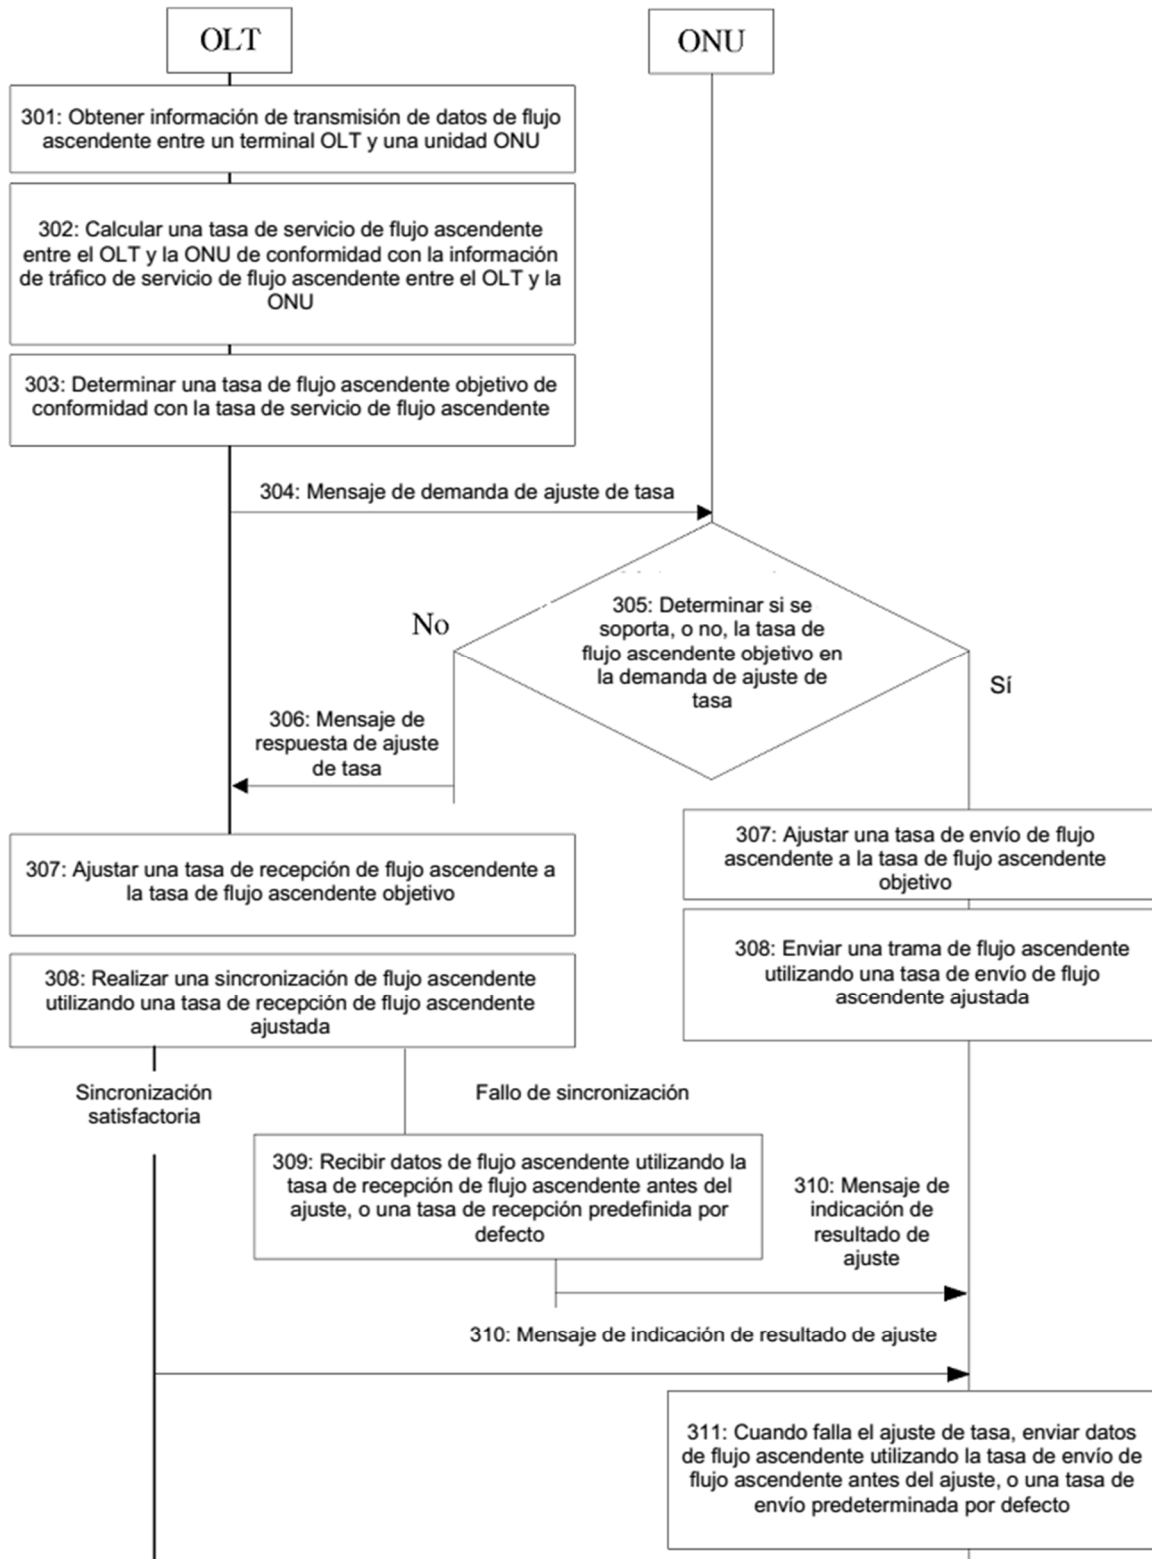 OLT
ONU
301: Obtener información de transmisión de datos de flujo
ascendente entre un terminal OLT y una unidad ONU
302: Calcular una tasa de servicio de flujo ascendente
entre el OLT y la ONU de conformidad con la información
de tráfico de servicio de flujo ascendente entre el OLT y la
ONU
303: Determinar una tasa de flujo ascendente objetivo de
conformidad con la tasa de servicio de flujo ascendente
304: Mensaje de demanda de ajuste de tasa
305: Determinar si se
soporta, o no, la tasa de
flujo ascendente objetivo en
la demanda de ajuste de
tasa
No
Sí
306: Mensaje de
respuesta de ajuste
de tasa
307: Ajustar una tasa de recepción de flujo ascendente a
la tasa de flujo ascendente objetivo
307: Ajustar una tasa de envío de flujo
ascendente a la tasa de flujo ascendente
objetivo
308: Realizar una sincronización de flujo ascendente
utilizando una tasa de recepción de flujo ascendente
ajustada
308: Enviar una trama de flujo ascendente
utilizando una tasa de envío de flujo
ascendente ajustada
Sincronización
satisfactoria
Fallo de sincronización
309: Recibir datos de flujo ascendente utilizando la
tasa de recepción de flujo ascendente antes del
ajuste, o una tasa de recepción predefinida por
defecto
310: Mensaje de
indicación de
resultado de
ajuste
310: Mensaje de indicación de resultado de ajuste
311: Cuando falla el ajuste de tasa, enviar datos
de flujo ascendente utilizando la tasa de envío de
flujo ascendente antes del ajuste, o una tasa de
envío predeterminada por defecto